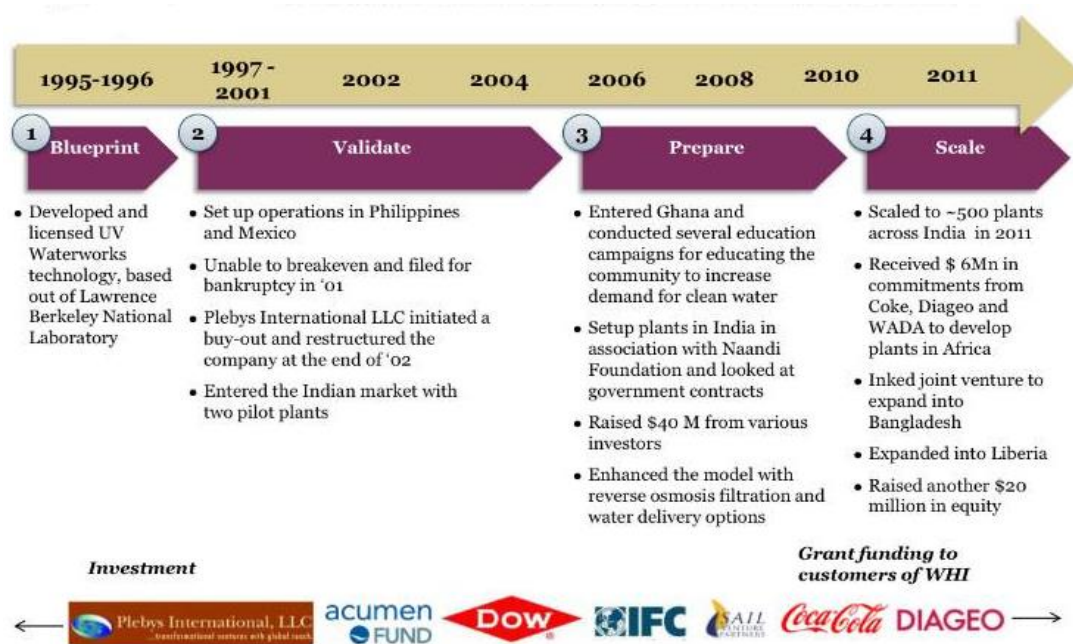 1995-1996
1997 -
2001
2002
2004
2006
2008
2010
2011
1
Blueprint
2
Validate
3
Prepare
4
Scale
• Developed and
licensed UV
Waterworks
technology, based
out of Lawrence
Berkeley National
Laboratory
• Set up operations in Philippines
and Mexico
• Unable to breakeven and filed for
bankruptcy in ‘01
• Plebys International LLC initiated a
buy-out and restructured the
company at the end of ‘02
• Entered the Indian market with
two pilot plants
• Entered Ghana and
conducted several education
campaigns for educating the
community to increase
demand for clean water
• Setup plants in India in
association with Naandi
Foundation and looked at
government contracts
• Raised $40 M from various
investors
• Enhanced the model with
reverse osmosis filtration and
water delivery options
• Scaled to ~500 plants
across India in 2011
• Received $ 6Mn in
commitments from
Coke, Diageo and
WADA to develop
plants in Africa
• Inked joint venture to
expand into
Bangladesh
• Expanded into Liberia
• Raised another $20
million in equity
Investment
Grant funding to
customers of WHI
Plebys International, LLC
...transformational ventures with global reach.
acumen
FUND
DOW
®
IFC
SAIL
VENTURE
PARTNERS
Coca-Cola
DIAGEO